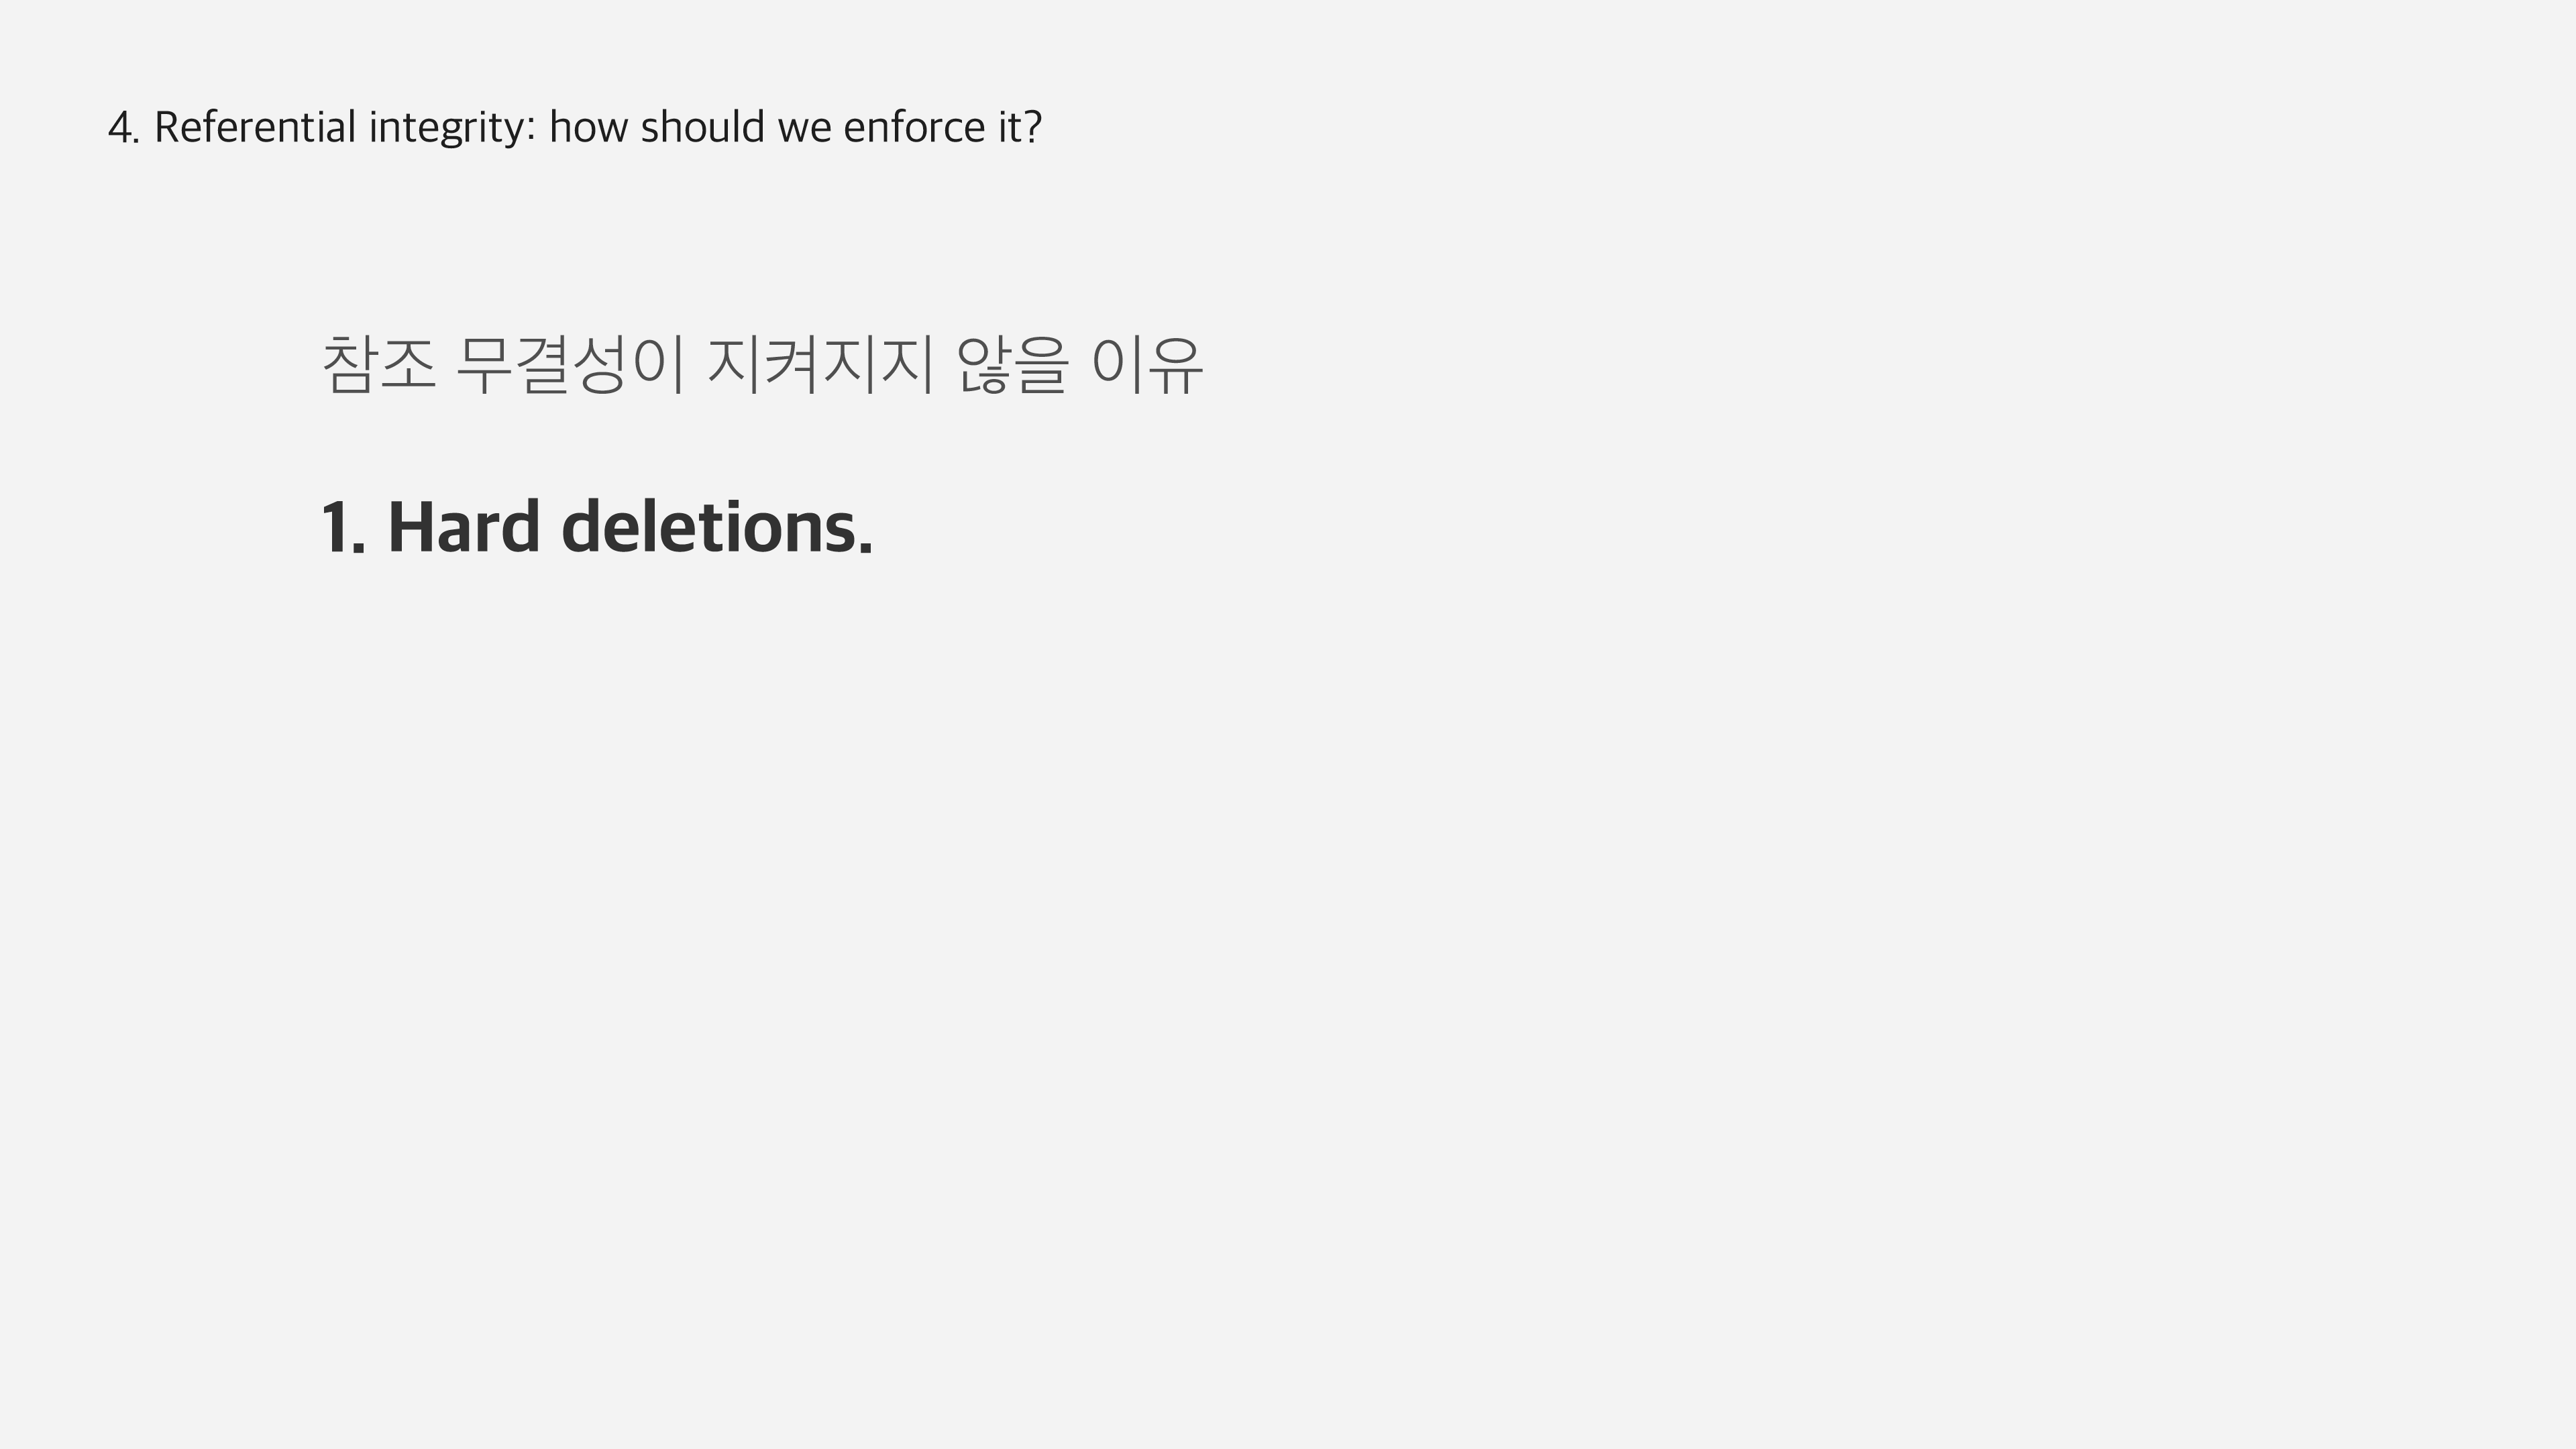 4. Referential integrity: how should we enforce it?
참조 무결성이 지켜지지 않을 이유
1. Hard deletions.